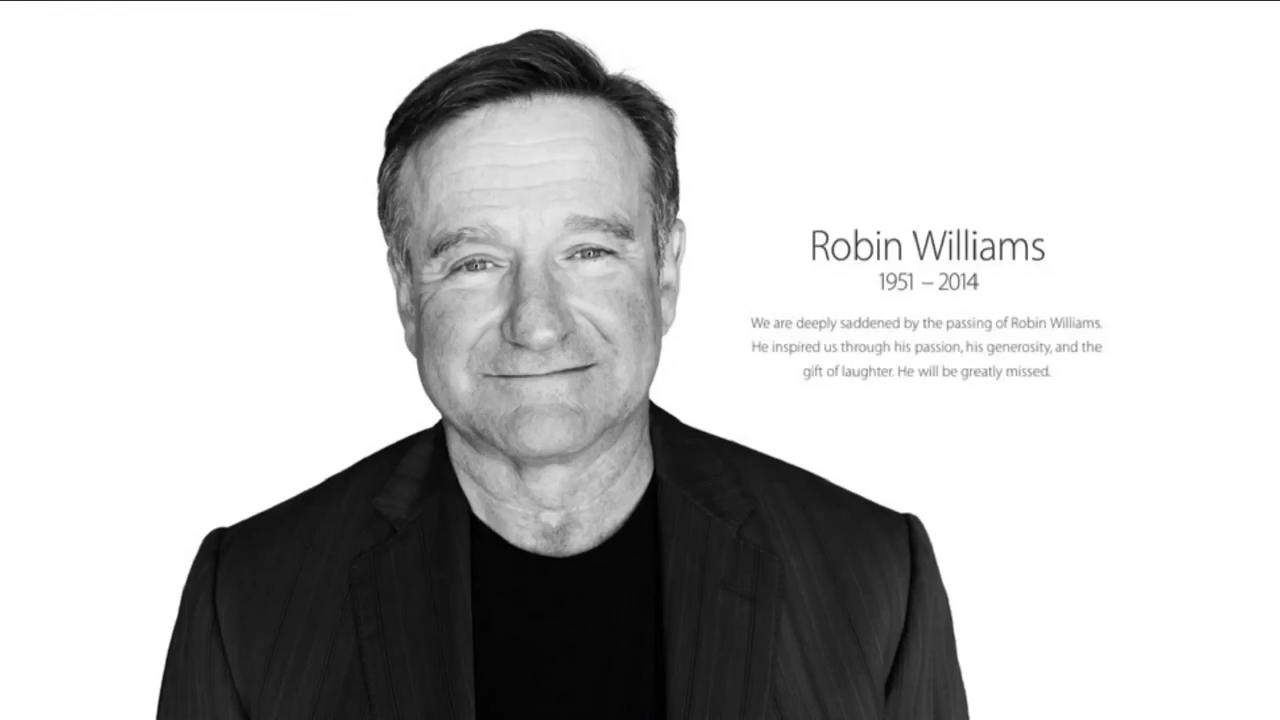 Robin Williams
1951 – 2014
We are deeply saddened by the passing of Robin Williams.
He inspired us through his passion, his generosity, and the
gift of laughter. He will be greatly missed.